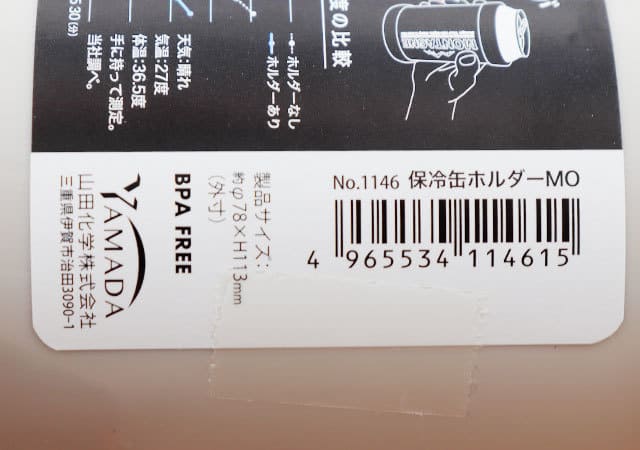 度の比較
ホルダーなし
ホルダーあり
天気:晴れ
気温:27度
体温:36.5度
手に持って測定。
当社調べ。
530(分)
MONTAGNE
No.1146 保冷缶ホルダーMO
4 965534 114615
製品サイズ:
約φ78×H113mm
(外寸)
BPA FREE
YAMADA
山田化学株式会社
三重県伊賀市治田3090-1